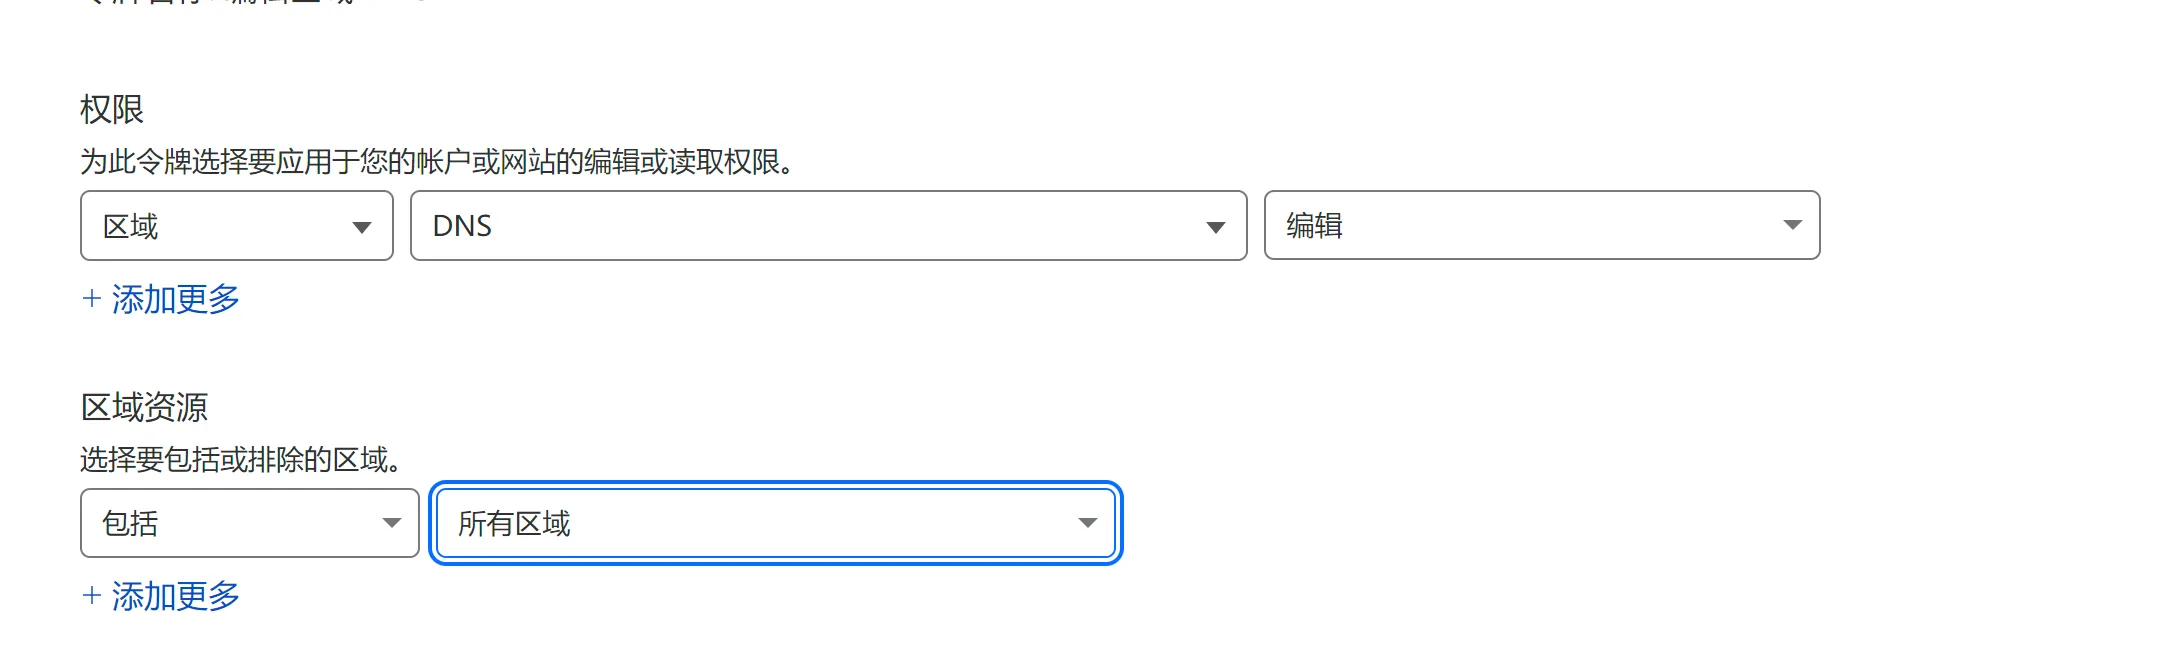 权限
为此令牌选择要应用于您的帐户或网站的编辑或读取权限。
区域 DNS 编辑
+ 添加更多
区域资源
选择要包括或排除的区域。
包括 所有区域
+ 添加更多